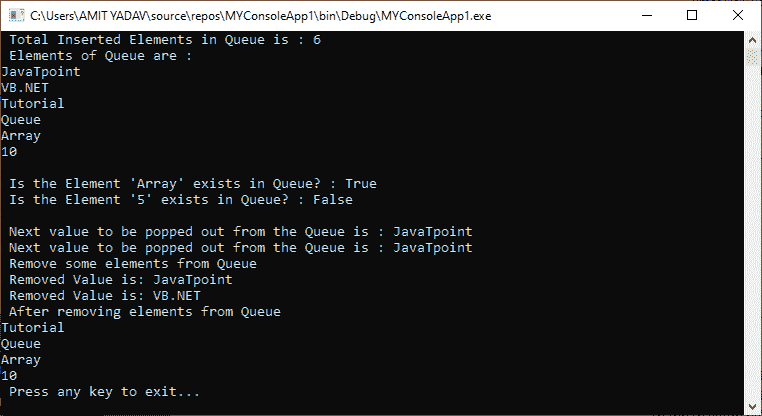 C:\Users\AMIT YADAV\source\repos\MYConsoleApp1\bin\Debug\MYConsoleApp1.exe
Total Inserted Elements in Queue is : 6
Elements of Queue are :
JavaTpoint
VB.NET
Tutorial
Queue
Array
10
Is the Element 'Array' exists in Queue? : True
Is the Element '5' exists in Queue? : False
Next value to be popped out from the Queue is : JavaTpoint
Next value to be popped out from the Queue is : JavaTpoint
Remove some elements from Queue
Removed Value is: JavaTpoint
Removed Value is: VB.NET
After removing elements from Queue
Tutorial
Queue
Array
10
Press any key to exit...